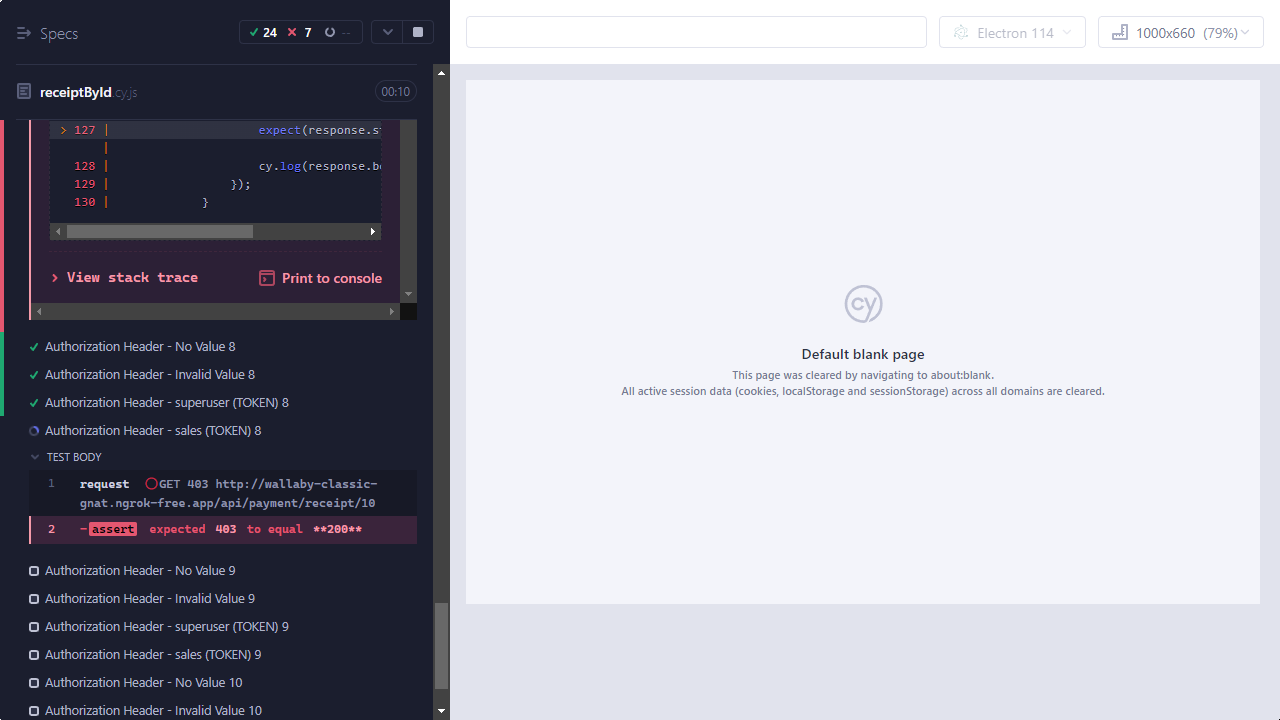 Specs
24 7 --
Electron 114
1000x660 (79%)
receiptById.cy.js
00:10
> 127 | expect(response.st
|
128 | cy.log(response.bo
129 | });
130 | }
View stack trace
Print to console
Authorization Header - No Value 8
Authorization Header - Invalid Value 8
Authorization Header - superuser (TOKEN) 8
Authorization Header - sales (TOKEN) 8
TEST BODY
1 request GET 403 http://wallaby-classic-
gnat.ngrok-free.app/api/payment/receipt/10
2 -assert expected 403 to equal **200**
Authorization Header - No Value 9
Authorization Header - Invalid Value 9
Authorization Header - superuser (TOKEN) 9
Authorization Header - sales (TOKEN) 9
Authorization Header - No Value 10
Authorization Header - Invalid Value 10
cy
Default blank page
This page was cleared by navigating to about:blank.
All active session data (cookies, localStorage and sessionStorage) across all domains are cleared.